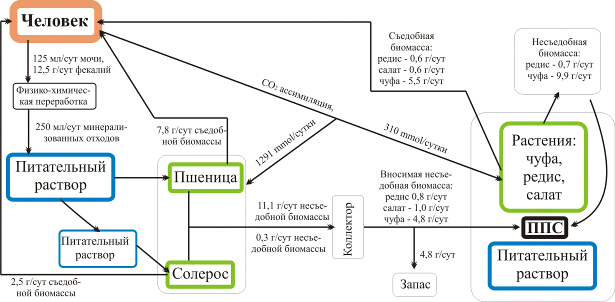 Человек
125 мл/сут мочи,
12,5 г/сут фекалий
Физико-химичес-
кая переработка
250 мл/сут минерали-
зованных отходов
Питательный
раствор
Питательный
раствор
2,5 г/сут съедоб-
ной биомассы
7,8 г/сут съедоб-
ной биомассы
Пшеница
Солерос
CO₂ ассимиляция,
1291 mmol/сутки
310 mmol/сутки
11,1 г/сут несъе-
добной биомассы
0,3 г/сут несъе-
добной биомассы
Коллектор
Вносимая несъе-
добная биомасса:
редис 0,8 г/сут
салат - 1,0 г/сут
чуфа - 4,8 г/сут
4,8 г/сут
Запас
Съедобная
биомасса:
редис - 0,6 г/сут
салат - 0,6 г/сут
чуфа - 5,5 г/сут
Несъедобная
биомасса:
редис - 0,7 г/сут
чуфа - 9,9 г/сут
Растения:
чуфа,
редис,
салат
ППС
Питательный
раствор